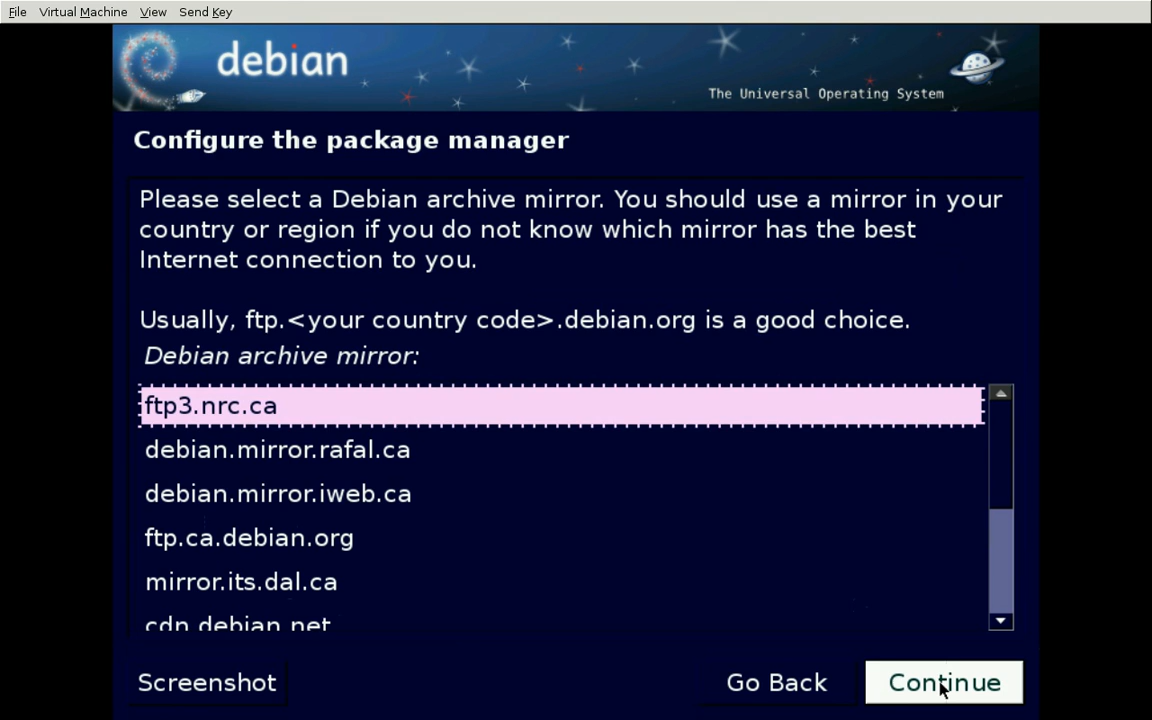 File Virtual Machine View Send Key
debian
The Universal Operating System
Configure the package manager
Please select a Debian archive mirror. You should use a mirror in your
country or region if you do not know which mirror has the best
Internet connection to you.
Usually, ftp.<your country code>.debian.org is a good choice.
Debian archive mirror:
ftp3.nrc.ca
debian.mirror.rafal.ca
debian.mirror.iweb.ca
ftp.ca.debian.org
mirror.its.dal.ca
cdn.debian.net
Screenshot Go Back Continue